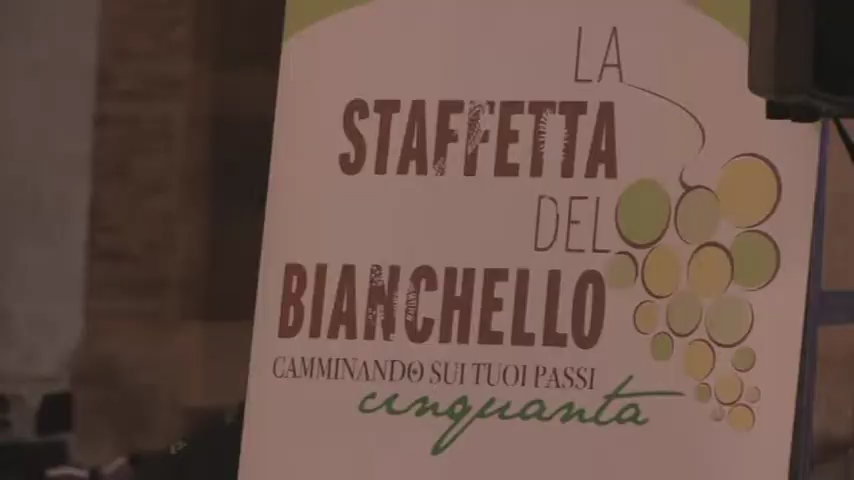 LA
STAFFETTA
DEL
BIANCHELLO
CAMMINANDO SUI TUOI PASSI
cinquanta